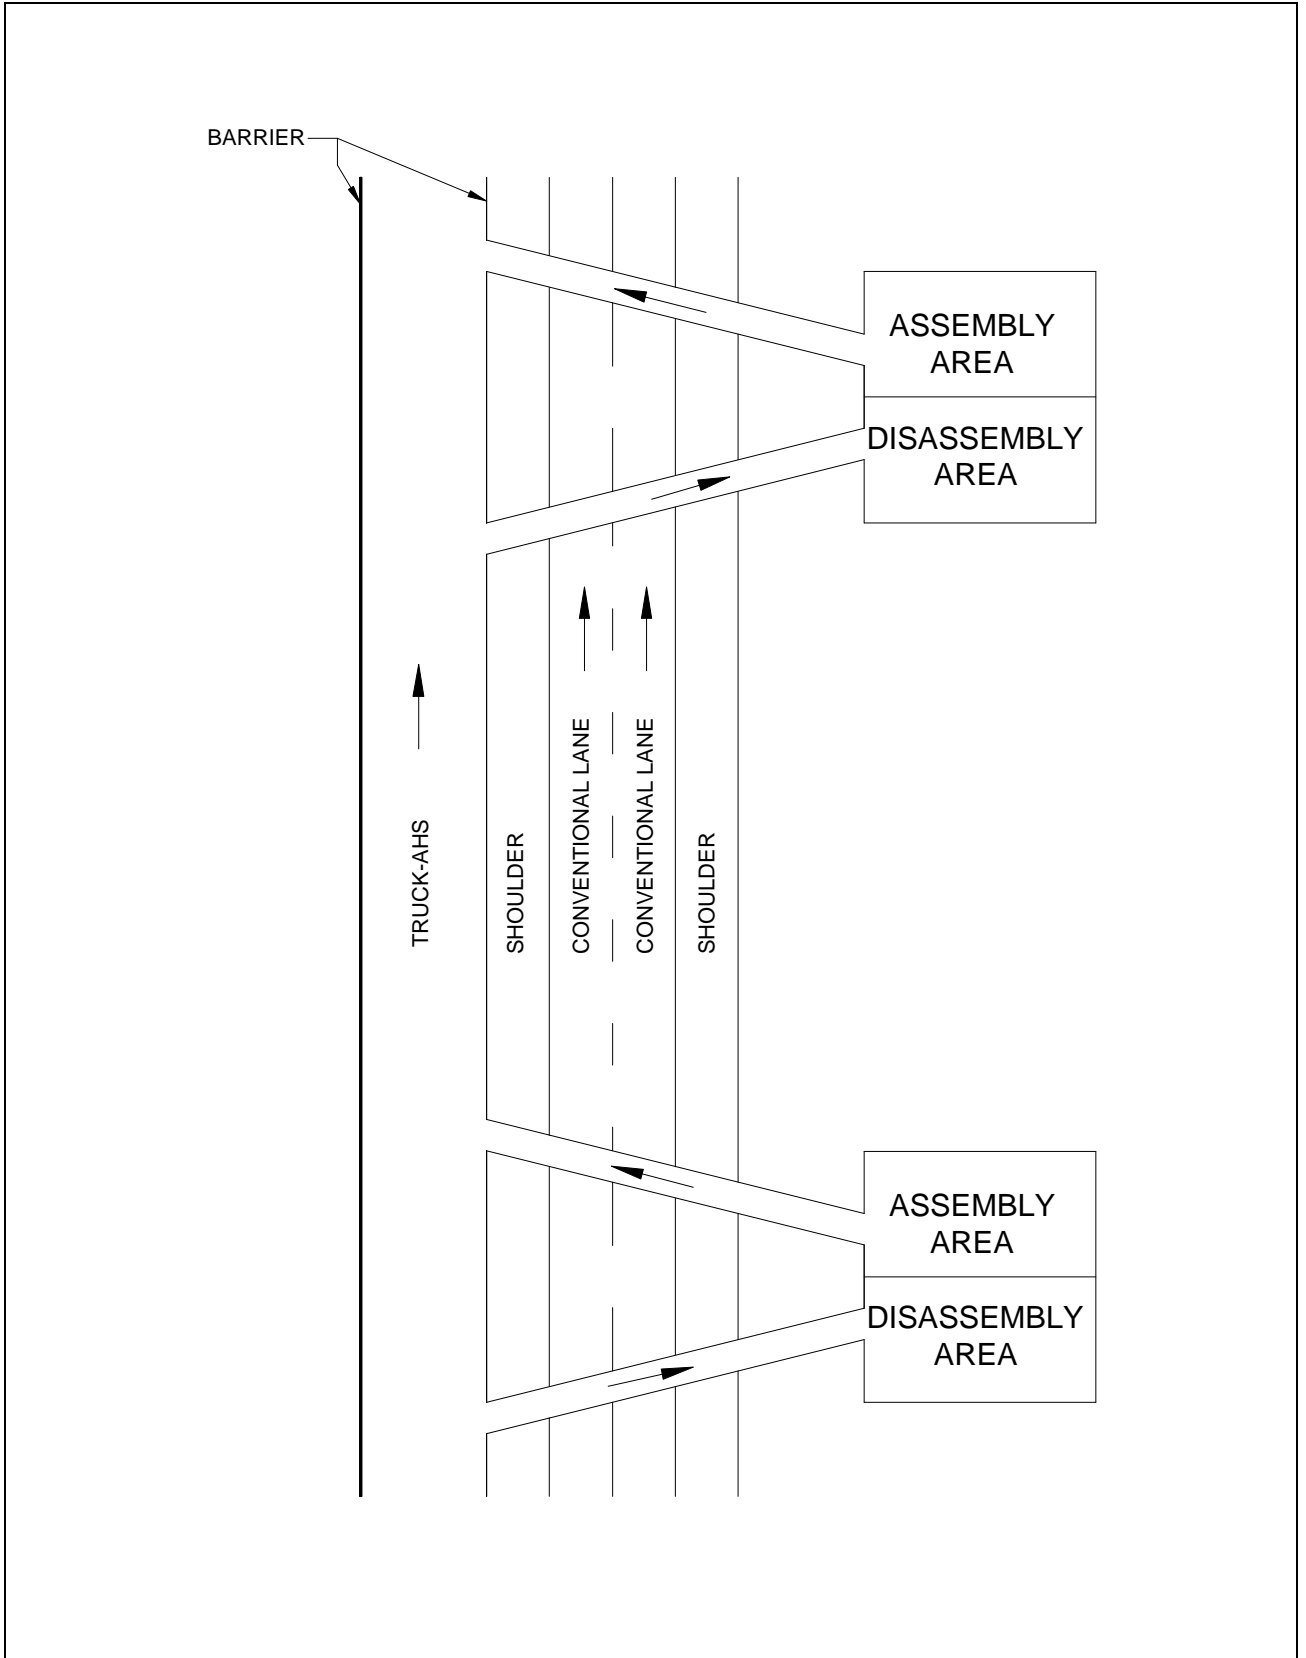 BARRIER
ASSEMBLY
AREA
DISASSEMBLY
AREA
TRUCK-AHS
SHOULDER
CONVENTIONAL LANE
CONVENTIONAL LANE
SHOULDER
ASSEMBLY
AREA
DISASSEMBLY
AREA